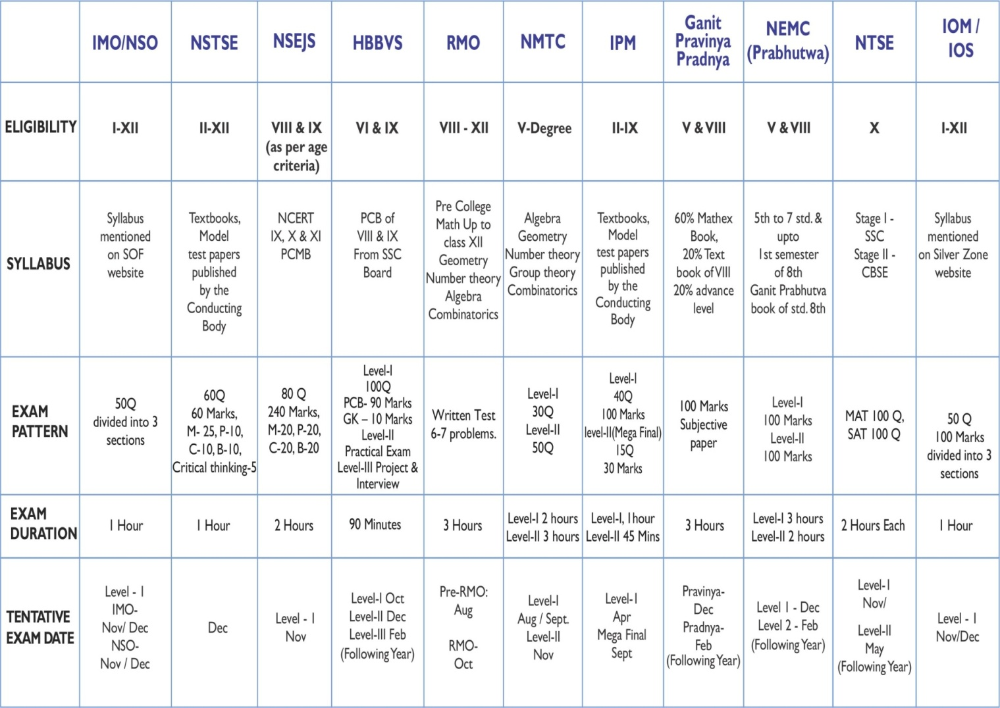 IMO/NSO
NSTSE
NSEJS
HBBVS
RMO
NMTC
IPM
Ganit
Pravinya
Pradnya
NEMC
(Prabhutwa)
NTSE
IOM /
IOS
ELIGIBILITY
I-XII
II-XII
VIII & IX
(as per age
criteria)
VI & IX
VIII - XII
V-Degree
II-IX
V & VIII
V & VIII
X
I-XII
SYLLABUS
Syllabus
mentioned
on SOF
website
Textbooks,
Model
test papers
published
by the
Conducting
Body
NCERT
IX, X & XI
PCMB
PCB of
VIII & IX
From SSC
Board
Pre College
Math Up to
class XII
Geometry
Number theory
Algebra
Combinatorics
Algebra
Geometry
Number theory
Group theory
Combinatorics
Textbooks,
Model
test papers
published
by the
Conducting
Body
60% Mathex
Book,
20% Text
book of VIII
20% advance
level
5th to 7 std. &
upto
1st semester
of 8th
Ganit Prabhutva
book of std. 8th
Stage I -
SSC
Stage II -
CBSE
Syllabus
mentioned
on Silver Zone
website
EXAM
PATTERN
50Q
divided into 3
sections
60Q
60 Marks,
M- 25, P-10,
C-10, B-10,
Critical thinking-5
80 Q
240 Marks,
M-20, P-20,
C-20, B-20
Level-I
100Q
PCB- 90 Marks
GK – 10 Marks
Level-II
Practical Exam
Level-III Project &
Interview
Written Test
6-7 problems.
Level-I
30Q
Level-II
50Q
Level-I
40Q
100 Marks
level-II(Mega Final)
15Q
30 Marks
100 Marks
Subjective
paper
Level-I
100 Marks
Level-II
100 Marks
MAT 100 Q,
SAT 100 Q
50 Q
100 Marks
divided into 3
sections
EXAM
DURATION
1 Hour
1 Hour
2 Hours
90 Minutes
3 Hours
Level-I 2 hours
Level-II 3 hours
Level-I, 1hour
Level-II 45 Mins
3 Hours
Level-I 3 hours
Level-II 2 hours
2 Hours Each
1 Hour
TENTATIVE
EXAM DATE
Level - 1
IMO-
Nov/ Dec
NSO-
Nov / Dec
Dec
Level - 1
Nov
Level-I Oct
Level-II Dec
Level-III Feb
(Following Year)
Pre-RMO:
Aug
RMO-
Oct
Level-I
Aug / Sept.
Level-II
Nov
Level-1
Apr
Mega Final
Sept
Pravinya-
Dec
Pradnya-
Feb
(Following Year)
Level 1 - Dec
Level 2 - Feb
(Following Year)
Level-I
Nov/
Level-II
May
(Following Year)
Level - 1
Nov/Dec